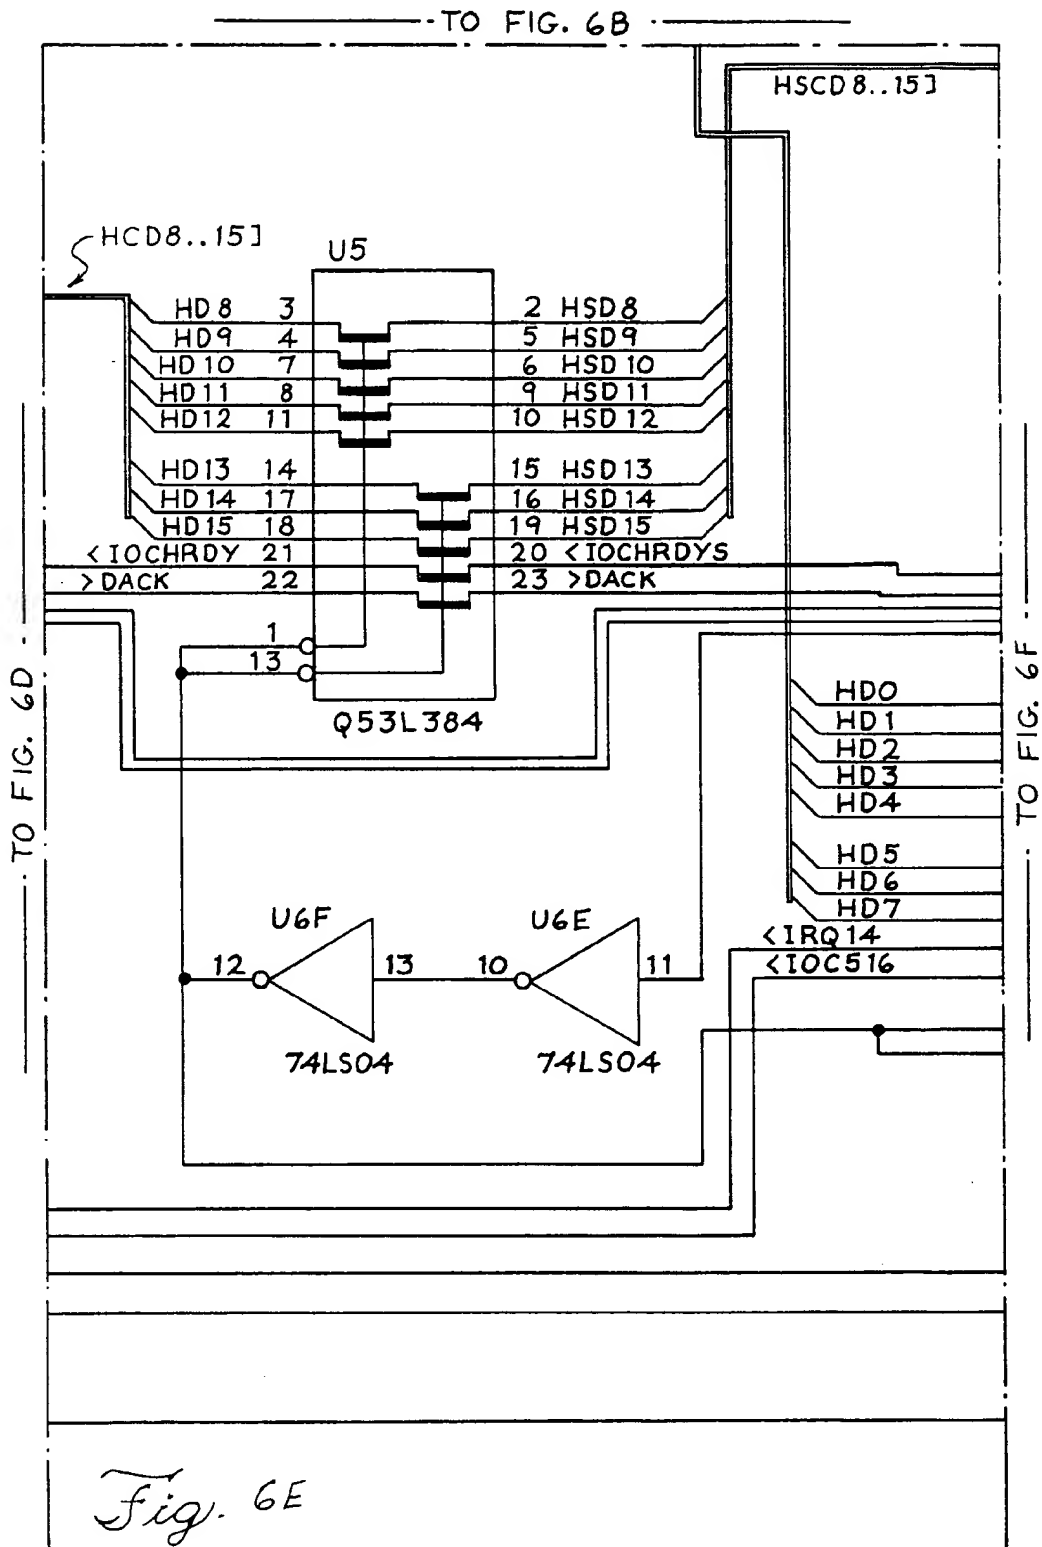 TO FIG. 6B
HSCD8..15]
HCD8..15]
U5
HD8 3 2 HSD8
HD9 4 5 HSD9
HD10 7 6 HSD10
HD11 8 9 HSD11
HD12 11 10 HSD12
HD13 14 15 HSD13
HD14 17 16 HSD14
HD15 18 19 HSD15
<IOCHRDY 21 20 <IOCHRDYS
>DACK 22 23 >DACK
1
13
Q53L384
TO FIG. 6D
TO FIG. 6F
HD0
HD1
HD2
HD3
HD4
HD5
HD6
HD7
<IRQ14
<IOC516
U6F
U6E
12 13 10 11
74LS04
74LS04
Fig. 6E